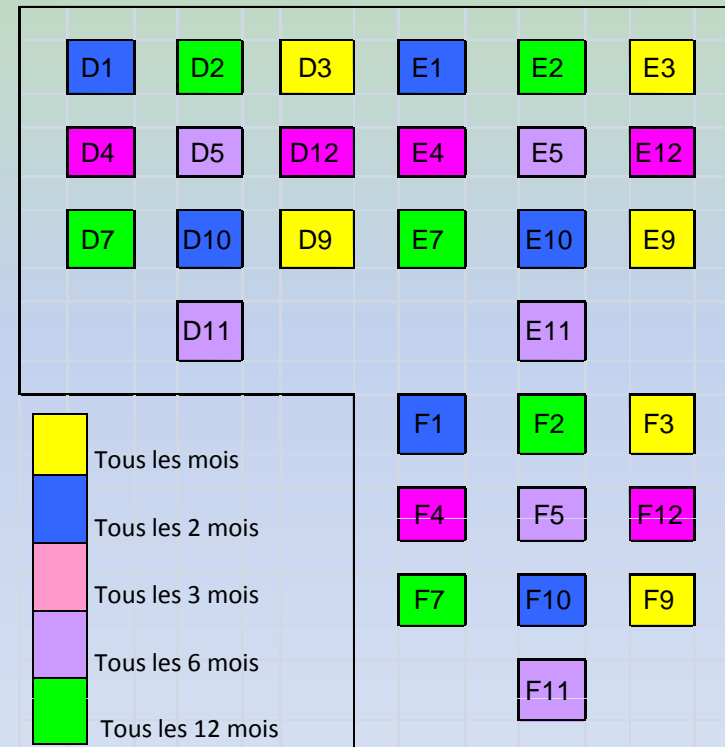 D1 D2 D3 E1 E2 E3
D4 D5 D12 E4 E5 E12
D7 D10 D9 E7 E10 E9
D11 E11
F1 F2 F3
F4 F5 F12
F7 F10 F9
F11
Tous les mois
Tous les 2 mois
Tous les 3 mois
Tous les 6 mois
Tous les 12 mois